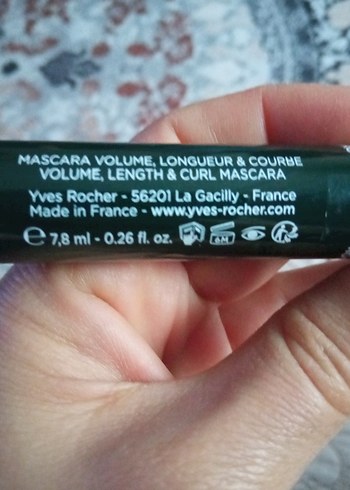 MASCARA VOLUME, LONGUEUR & COURBE
VOLUME, LENGTH & CURL MASCARA
Yves Rocher - 56201 La Gacilly - France
Made in France - www.yves-rocher.com
e 7,8 ml - 0.26 fl. oz. 6M